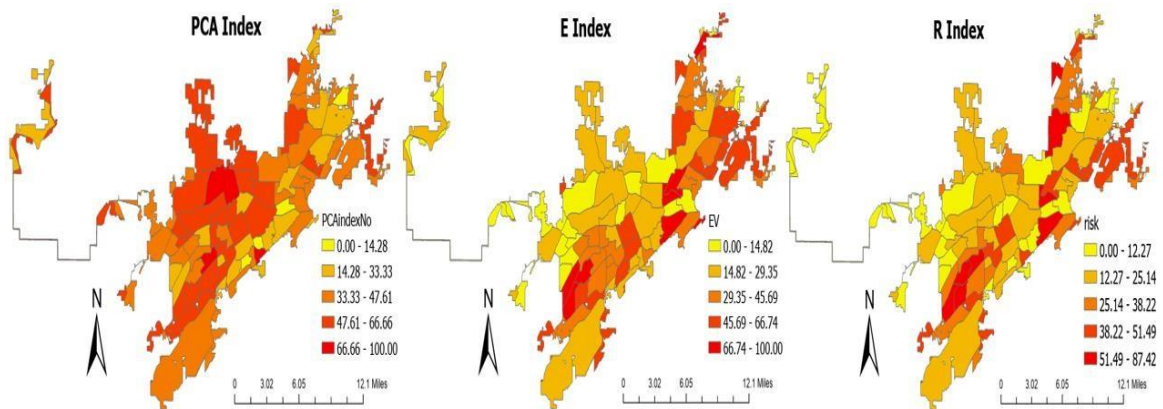 PCA Index
PCAindexNo
0.00 - 14.28
14.28 - 33.33
33.33 - 47.61
47.61 - 66.66
66.66 - 100.00
N
0 3.02 6.05 12.1 Miles
E Index
EV
0.00 - 14.82
14.82 - 29.35
29.35 - 45.69
45.69 - 66.74
66.74 - 100.00
N
0 3.02 6.05 12.1 Miles
R Index
risk
0.00 - 12.27
12.27 - 25.14
25.14 - 38.22
38.22 - 51.49
51.49 - 87.42
N
0 3.02 6.05 12.1 Miles